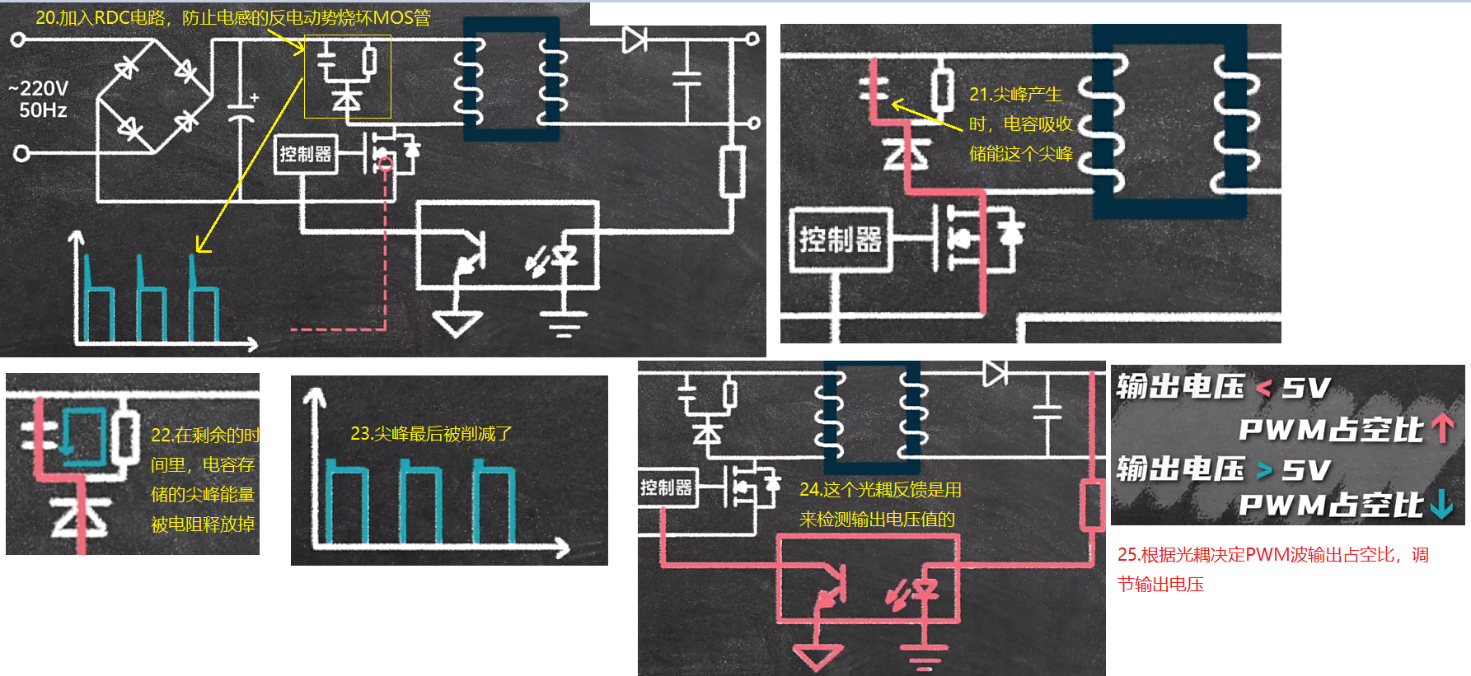 20.加入RDC电路，防止电感的反电动势烧坏MOS管
~220V
50Hz
+
控制器
21.尖峰产生
时，电容吸收
储能这个尖峰
控制器
22.在剩余的时
间里，电容存
储的尖峰能量
被电阻释放掉
23.尖峰最后被削减了
控制器
24.这个光耦反馈是用
来检测输出电压值的
输出电压 < 5V
PWM占空比↑
输出电压 > 5V
PWM占空比↓
25.根据光耦决定PWM波输出占空比，调
节输出电压